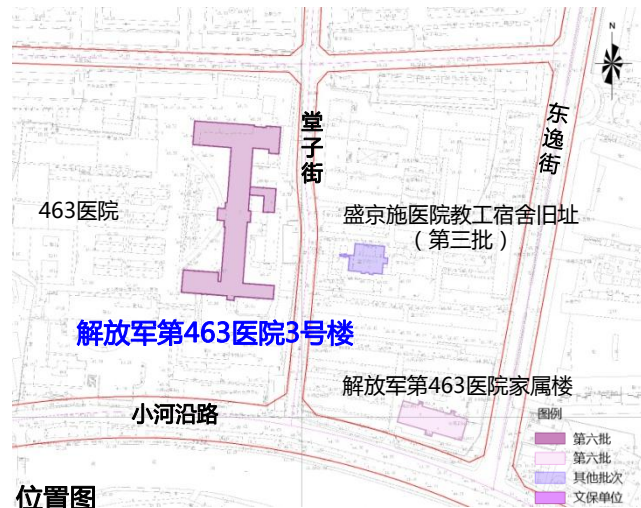 N
堂子街
东逸街
463医院
盛京施医院教工宿舍旧址
（第三批）
解放军第463医院3号楼
解放军第463医院家属楼
小河沿路
图例
第六批
第六批
其他批次
文保单位
位置图